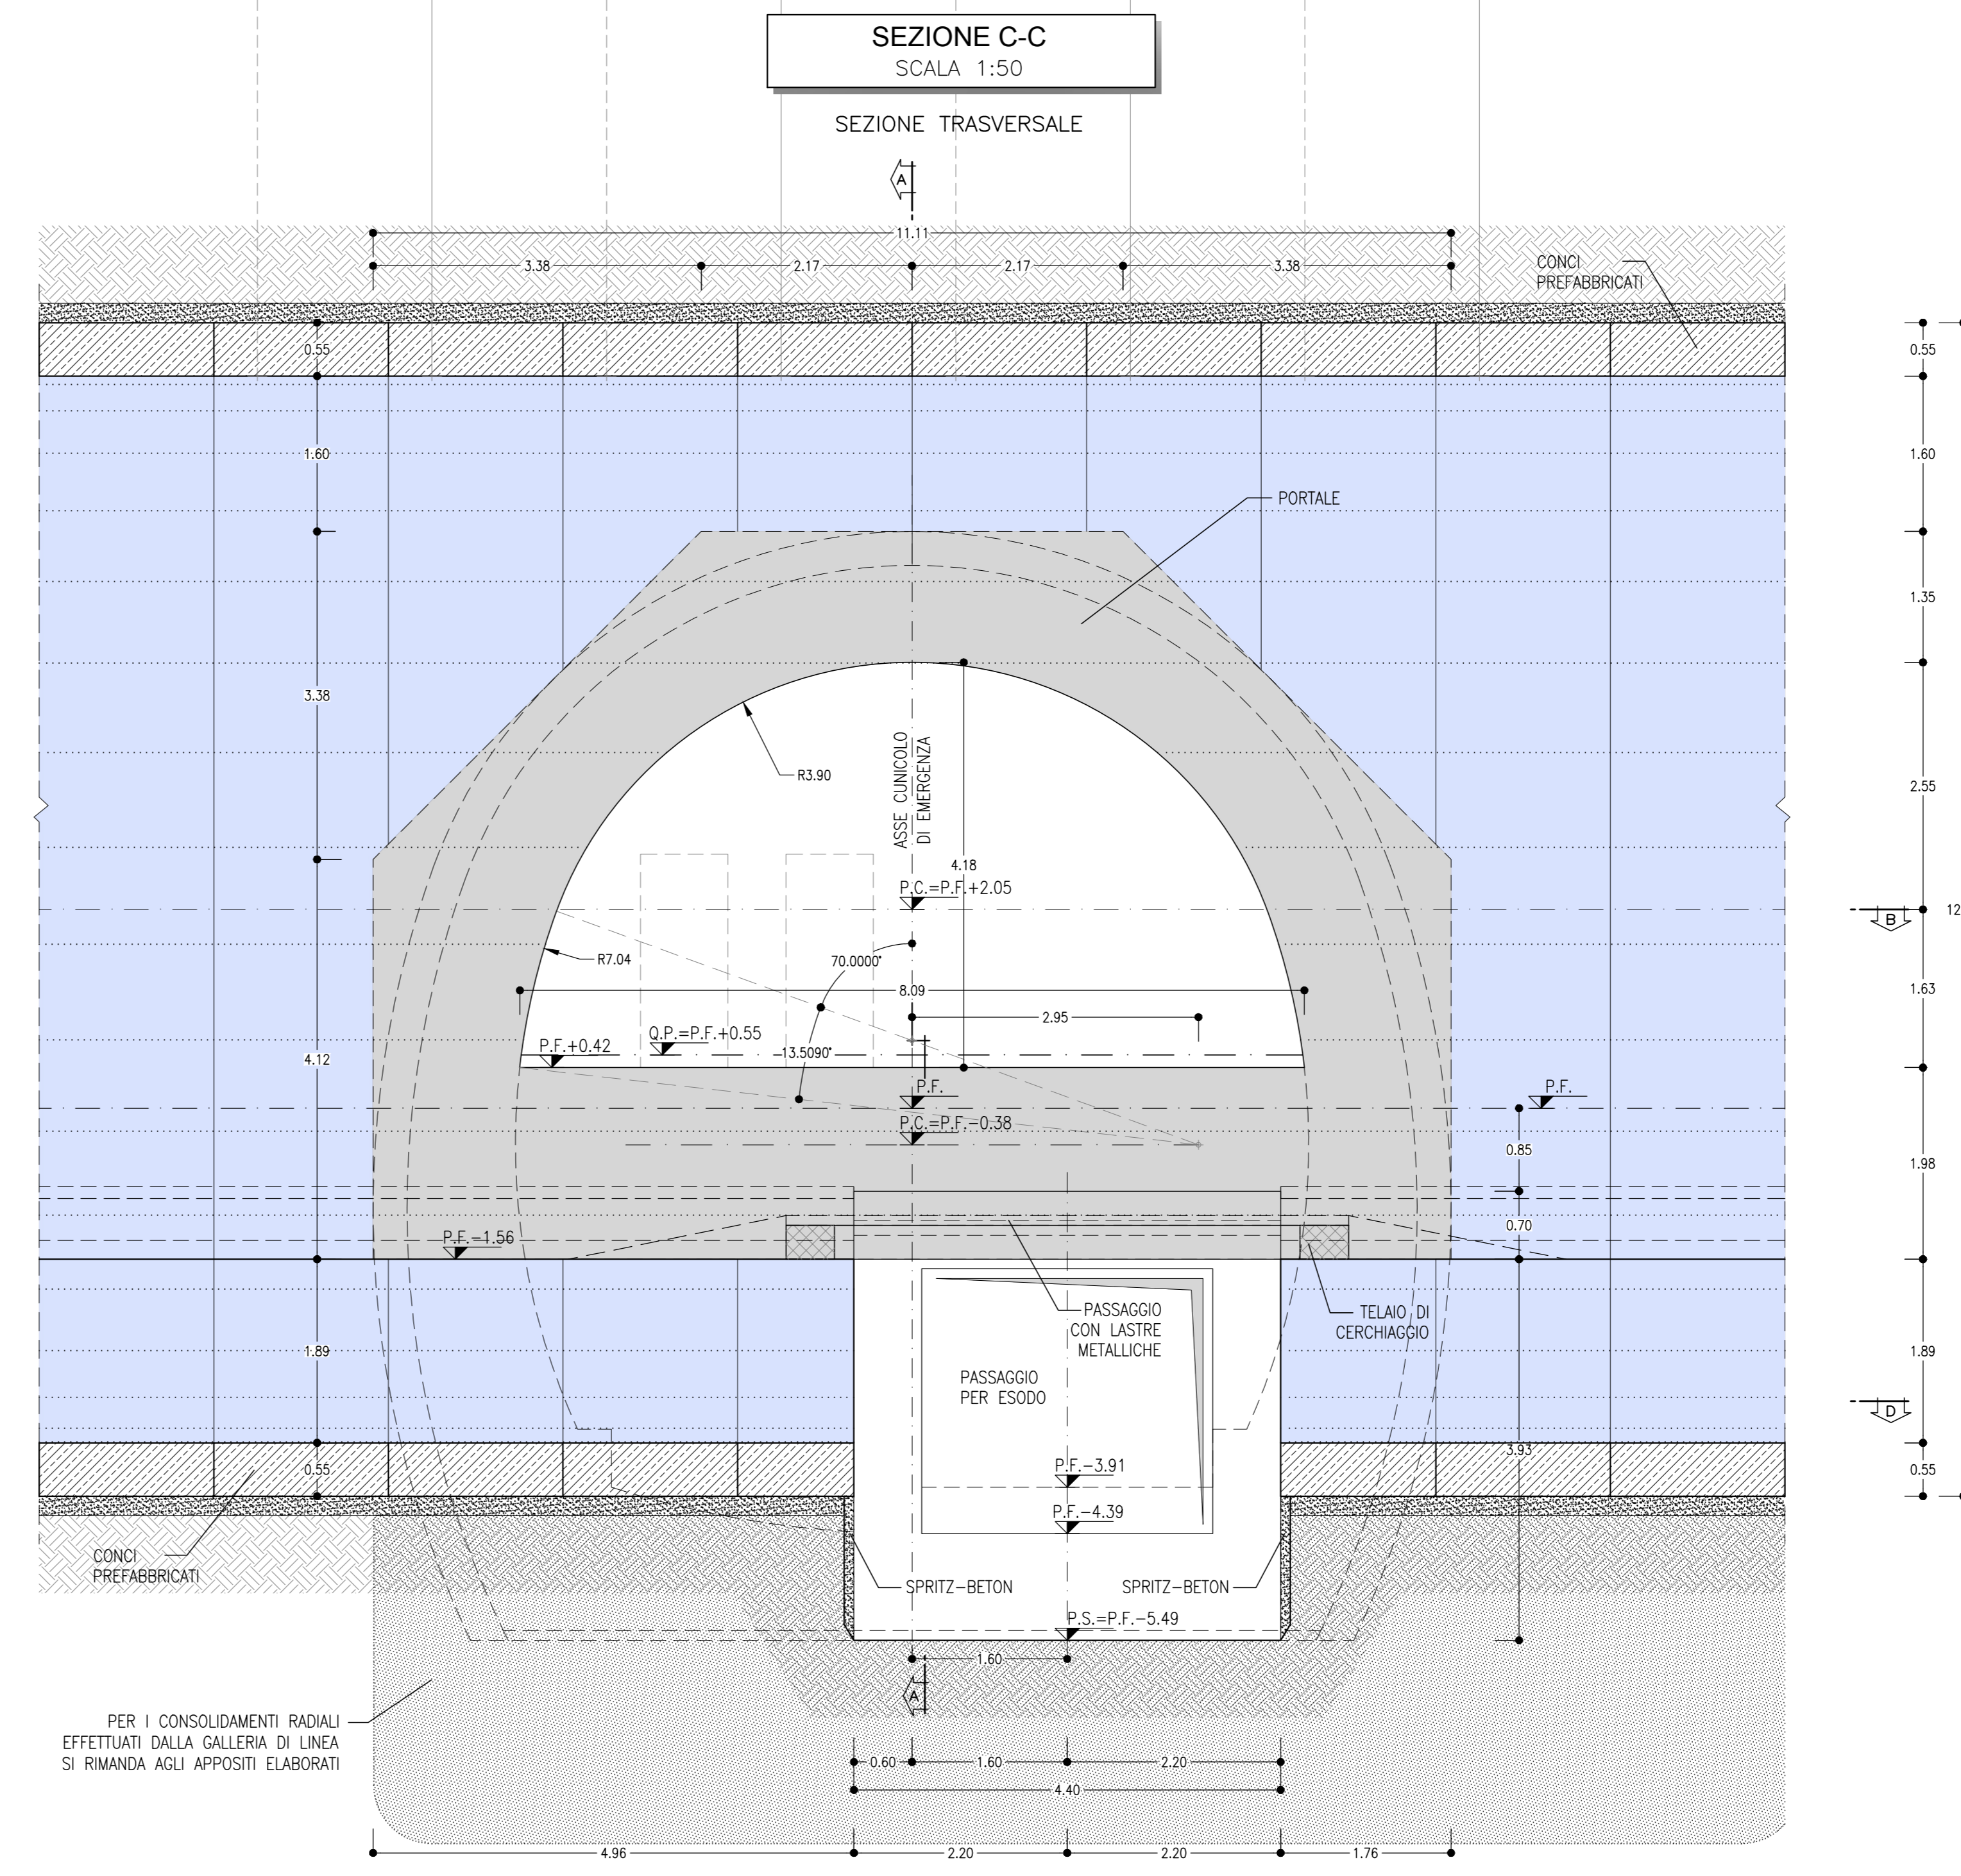 SEZIONE C-C
SCALA 1:50
SEZIONE TRASVERSALE
A
11.11
3.38
2.17
2.17
3.38
CONCI
PREFABBRICATI
0.55
0.55
1.60
1.60
PORTALE
1.35
3.38
R3.90
ASSE CUNICOLO
DI EMERGENZA
2.55
4.18
P.C.=P.F.+2.05
B
12
R7.04
70.0000°
8.09
1.63
2.95
Q.P.=P.F.+0.55
P.F.+0.42
13.5090°
4.12
P.F.
P.F.
P.C.=P.F.-0.38
0.85
1.98
0.70
P.F.-1.56
PASSAGGIO
CON LASTRE
METALLICHE
TELAIO DI
CERCHIAGGIO
1.89
1.89
PASSAGGIO
PER ESODO
D
3.93
P.F.-3.91
0.55
0.55
P.F.-4.39
CONCI
PREFABBRICATI
SPRITZ-BETON
SPRITZ-BETON
P.S.=P.F.-5.49
1.60
A
PER I CONSOLIDAMENTI RADIALI
EFFETTUATI DALLA GALLERIA DI LINEA
SI RIMANDA AGLI APPOSITI ELABORATI
0.60
1.60
2.20
4.40
4.96
2.20
2.20
1.76